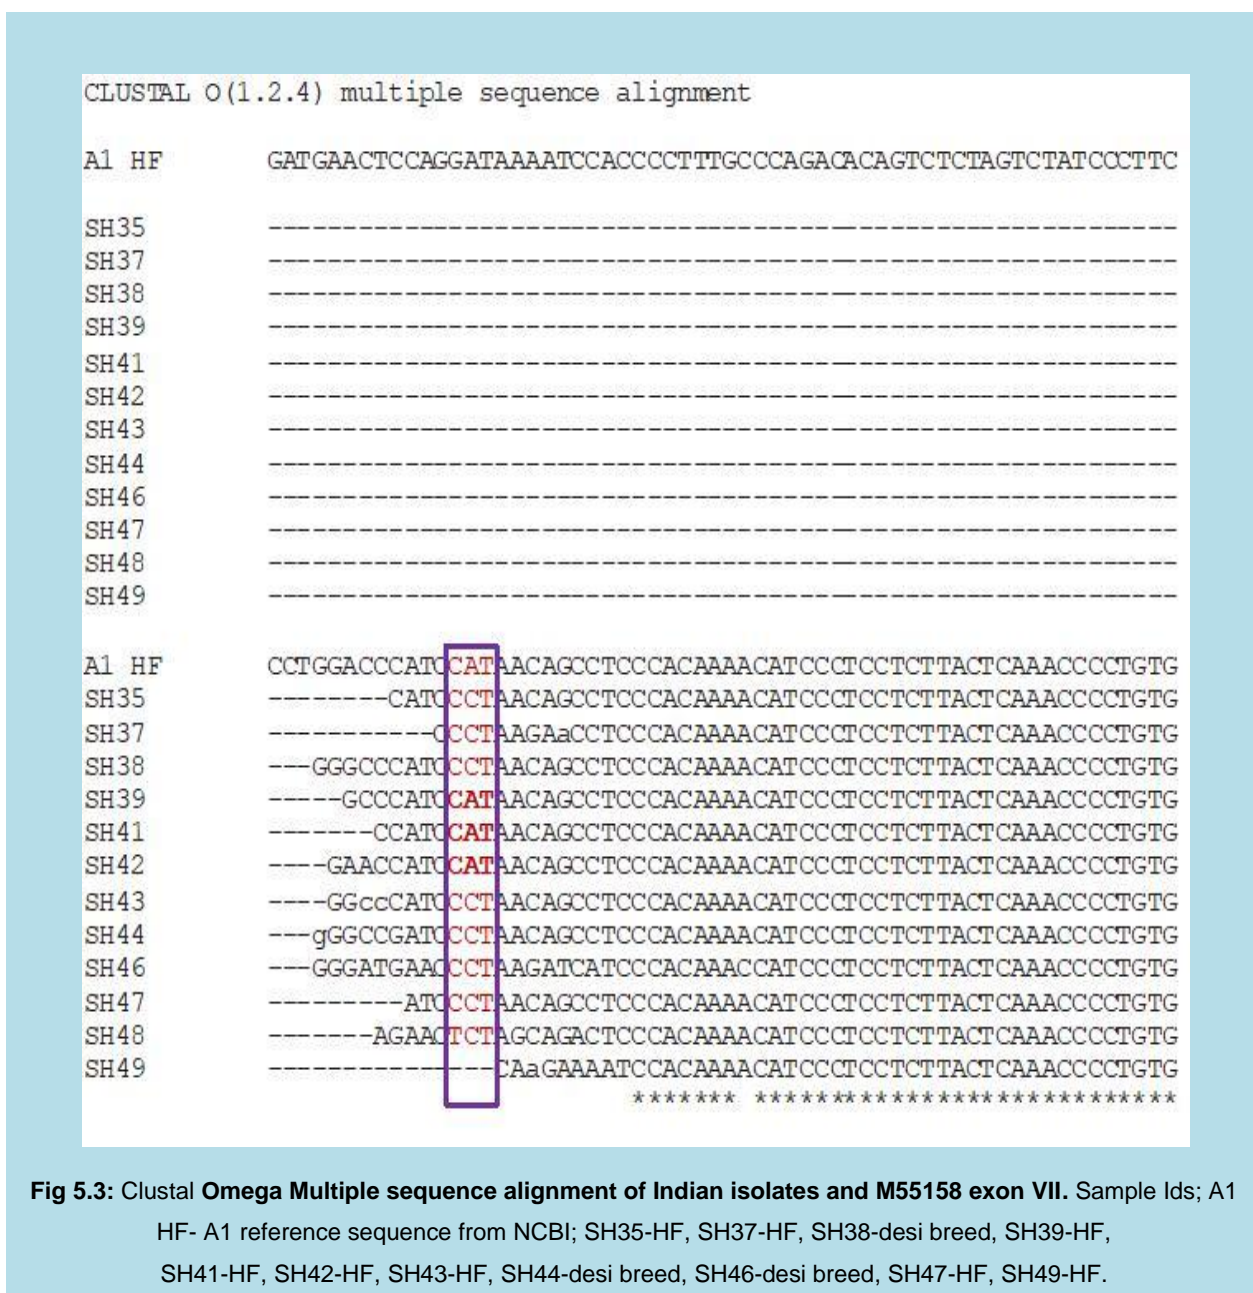 CLUSTAL O(1.2.4) multiple sequence alignment
A1 HF GATGAACTCCAGGATAAAATCCACCCCTTTGCCCAGACACAGTCTCTAGTCTATCCCTTC
SH35 ------------------------------------------------------------
SH37 ------------------------------------------------------------
SH38 ------------------------------------------------------------
SH39 ------------------------------------------------------------
SH41 ------------------------------------------------------------
SH42 ------------------------------------------------------------
SH43 ------------------------------------------------------------
SH44 ------------------------------------------------------------
SH46 ------------------------------------------------------------
SH47 ------------------------------------------------------------
SH48 ------------------------------------------------------------
SH49 ------------------------------------------------------------
A1 HF CCTGGACCCATCCATAACAGCCTCCCACAAAACATCCCTCCTCTTACTCAAACCCCTGTG
SH35 --------CATCCCTAACAGCCTCCCACAAAACATCCCTCCTCTTACTCAAACCCCTGTG
SH37 -----------CCCTAAGAaCCTCCCACAAAACATCCCTCCTCTTACTCAAACCCCTGTG
SH38 ---GGGCCCATCCCTAACAGCCTCCCACAAAACATCCCTCCTCTTACTCAAACCCCTGTG
SH39 -----GCCCATCCATAACAGCCTCCCACAAAACATCCCTCCTCTTACTCAAACCCCTGTG
SH41 -------CCATCCATAACAGCCTCCCACAAAACATCCCTCCTCTTACTCAAACCCCTGTG
SH42 ----GAACCATCCATAACAGCCTCCCACAAAACATCCCTCCTCTTACTCAAACCCCTGTG
SH43 ----GGccCATCCCTAACAGCCTCCCACAAAACATCCCTCCTCTTACTCAAACCCCTGTG
SH44 ---gGGCCGATCCCTAACAGCCTCCCACAAAACATCCCTCCTCTTACTCAAACCCCTGTG
SH46 ---GGGATGAACCCTAAGATCATCCCACAAACCATCCCTCCTCTTACTCAAACCCCTGTG
SH47 ---------ATCCCTAACAGCCTCCCACAAAACATCCCTCCTCTTACTCAAACCCCTGTG
SH48 -------AGAACTCTAGCAGACTCCCACAAAACATCCCTCCTCTTACTCAAACCCCTGTG
SH49 ---------------CAaGAAAATCCACAAAACATCCCTCCTCTTACTCAAACCCCTGTG
******* ****************************
Fig 5.3: Clustal Omega Multiple sequence alignment of Indian isolates and M55158 exon VII. Sample Ids; A1
HF- A1 reference sequence from NCBI; SH35-HF, SH37-HF, SH38-desi breed, SH39-HF,
SH41-HF, SH42-HF, SH43-HF, SH44-desi breed, SH46-desi breed, SH47-HF, SH49-HF.